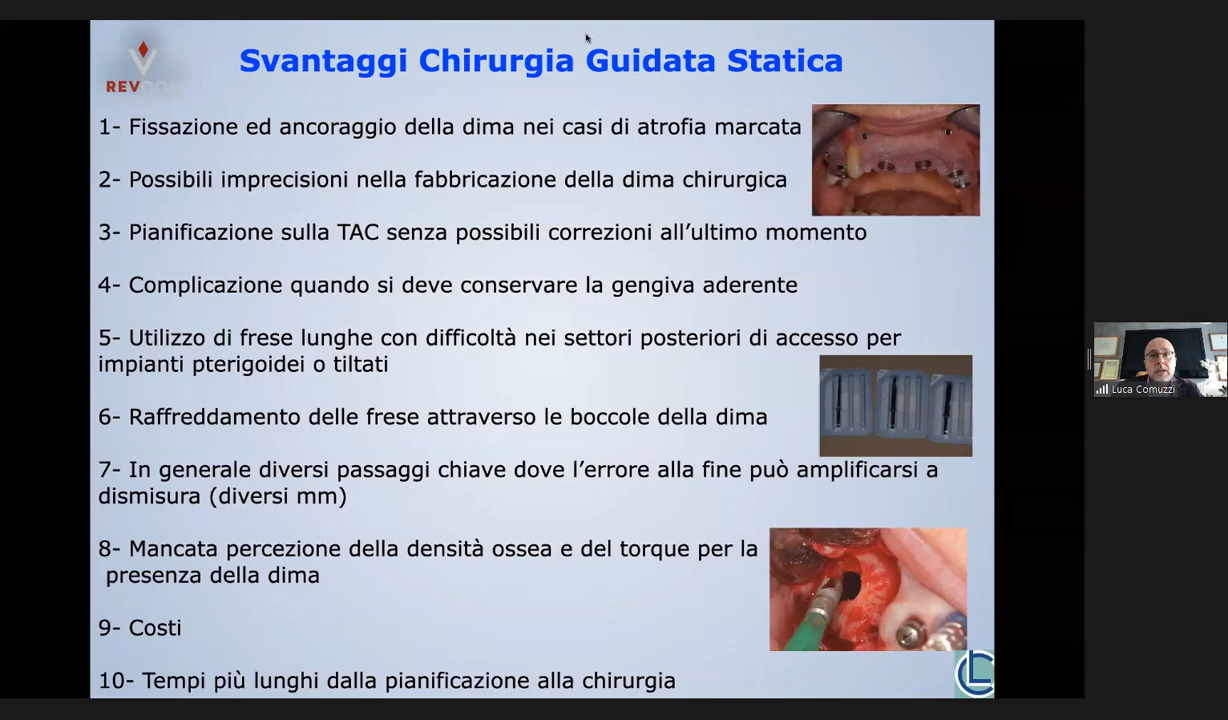 REVCOM
Svantaggi Chirurgia Guidata Statica
1- Fissazione ed ancoraggio della dima nei casi di atrofia marcata
2- Possibili imprecisioni nella fabbricazione della dima chirurgica
3- Pianificazione sulla TAC senza possibili correzioni all’ultimo momento
4- Complicazione quando si deve conservare la gengiva aderente
5- Utilizzo di frese lunghe con difficoltà nei settori posteriori di accesso per
impianti pterigoidei o tiltati
6- Raffreddamento delle frese attraverso le boccole della dima
7- In generale diversi passaggi chiave dove l’errore alla fine può amplificarsi a
dismisura (diversi mm)
8- Mancata percezione della densità ossea e del torque per la
presenza della dima
9- Costi
10- Tempi più lunghi dalla pianificazione alla chirurgia
Luca Comuzzi